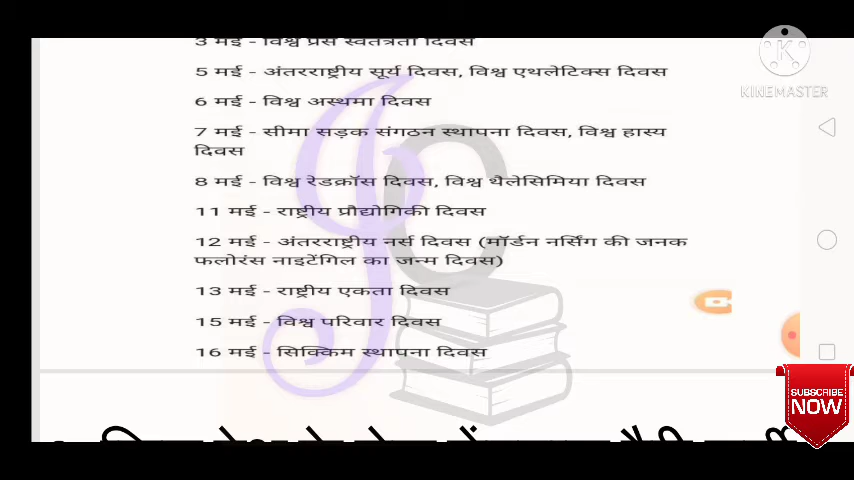 3 मई - विश्व प्रेस स्वतंत्रता दिवस
5 मई - अंतरराष्ट्रीय सूर्य दिवस, विश्व एथलेटिक्स दिवस
6 मई - विश्व अस्थमा दिवस
7 मई - सीमा सड़क संगठन स्थापना दिवस, विश्व हास्य
दिवस
8 मई - विश्व रेडक्रॉस दिवस, विश्व थैलेसिमिया दिवस
11 मई - राष्ट्रीय प्रौद्योगिकी दिवस
12 मई - अंतरराष्ट्रीय नर्स दिवस (मॉर्डन नर्सिंग की जनक
फलोरंस नाइटेंगिल का जन्म दिवस)
13 मई - राष्ट्रीय एकता दिवस
15 मई - विश्व परिवार दिवस
16 मई - सिक्किम स्थापना दिवस
K
KINEMASTER
SUBSCRIBE
NOW